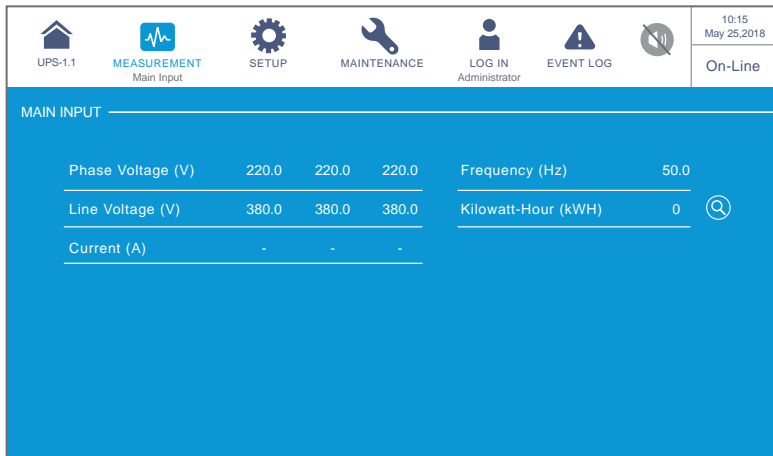 10:15
May 25,2018
UPS-1.1 MEASUREMENT SETUP MAINTENANCE LOG IN EVENT LOG
Main Input Administrator
On-Line
MAIN INPUT
Phase Voltage (V) 220.0 220.0 220.0 Frequency (Hz) 50.0
Line Voltage (V) 380.0 380.0 380.0 Kilowatt-Hour (kWH) 0
Current (A) - - -